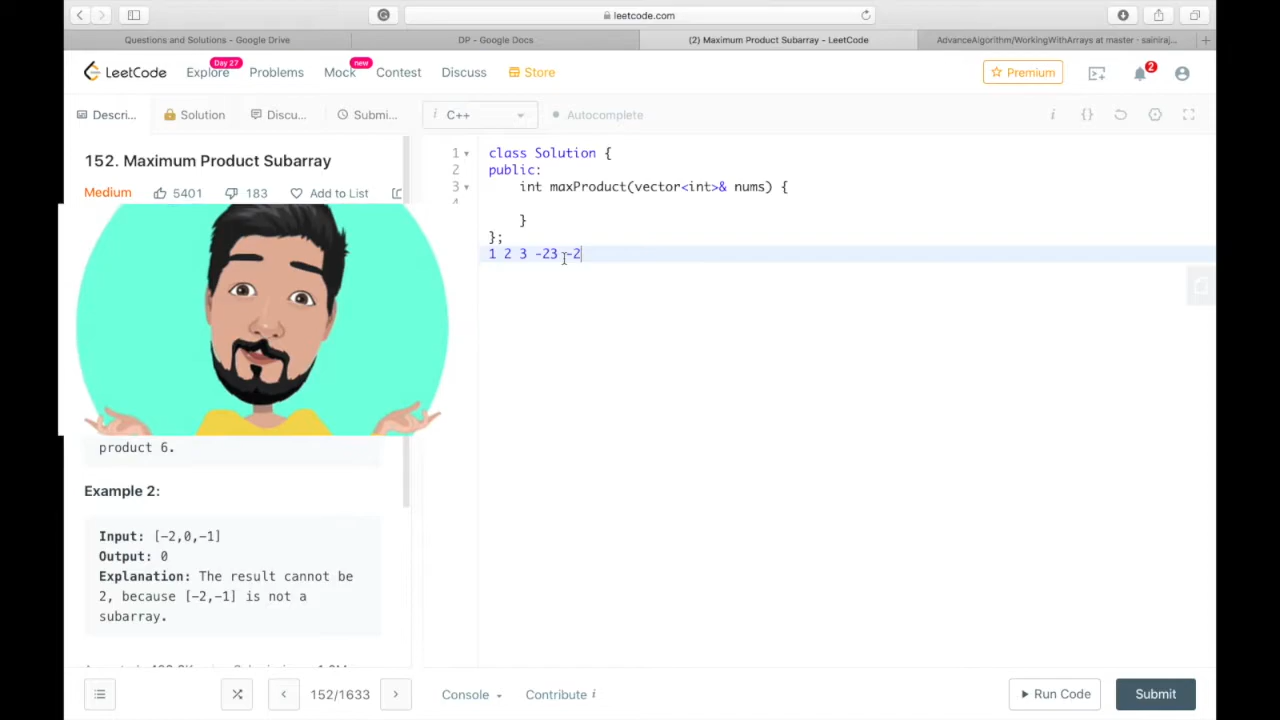 leetcode.com
Questions and Solutions - Google Drive
DP - Google Docs
(2) Maximum Product Subarray - LeetCode
AdvanceAlgorithm/WorkingWithArrays at master · sainiraj...
LeetCode
Explore
Day 27
Problems
Mock
new
Contest
Discuss
Store
Premium
2
Descri...
Solution
Discu...
Submi...
i C++
Autocomplete
152. Maximum Product Subarray
Medium
5401
183
Add to List
1 class Solution {
2 public:
3 int maxProduct(vector<int>& nums) {
}
};
1 2 3 -23 -2
product 6.
Example 2:
Input: [-2,0,-1]
Output: 0
Explanation: The result cannot be
2, because [-2,-1] is not a
subarray.
152/1633
Console
Contribute i
Run Code
Submit